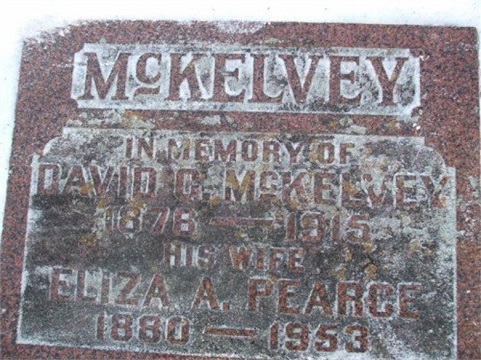 McKELVEY
IN MEMORY OF
DAVID G. McKELVEY
1878 — 1915
HIS WIFE
ELIZA A. PEARCE
1880 — 1953